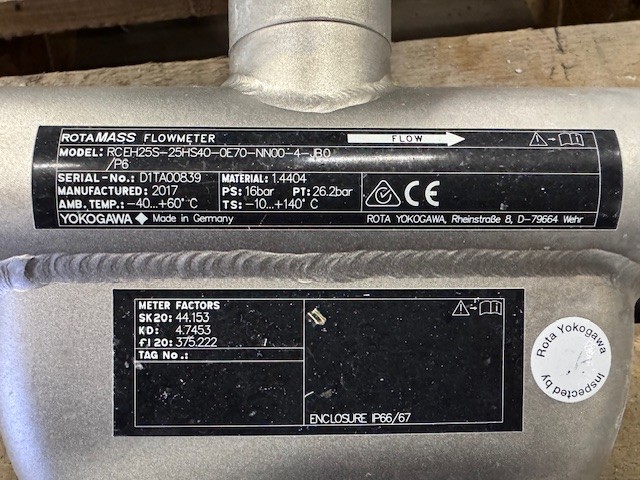 ROTAMASS FLOWMETER
FLOW
MODEL: RCEH25S-25HS40-0E70-NN00-4-JB0
/P6
SERIAL-No.: D1TA00839
MANUFACTURED: 2017
AMB. TEMP.: -40...+60°C
MATERIAL: 1.4404
PS: 16bar PT: 26.2bar
TS: -10...+140°C
CE
YOKOGAWA Made in Germany
ROTA YOKOGAWA, Rheinstraße 8, D-79664 Wehr
METER FACTORS
SK20: 44.153
KD: 4.7453
fl20: 375.222
TAG No.:
ENCLOSURE IP66/67
Rota Yokogawa
Inspected by